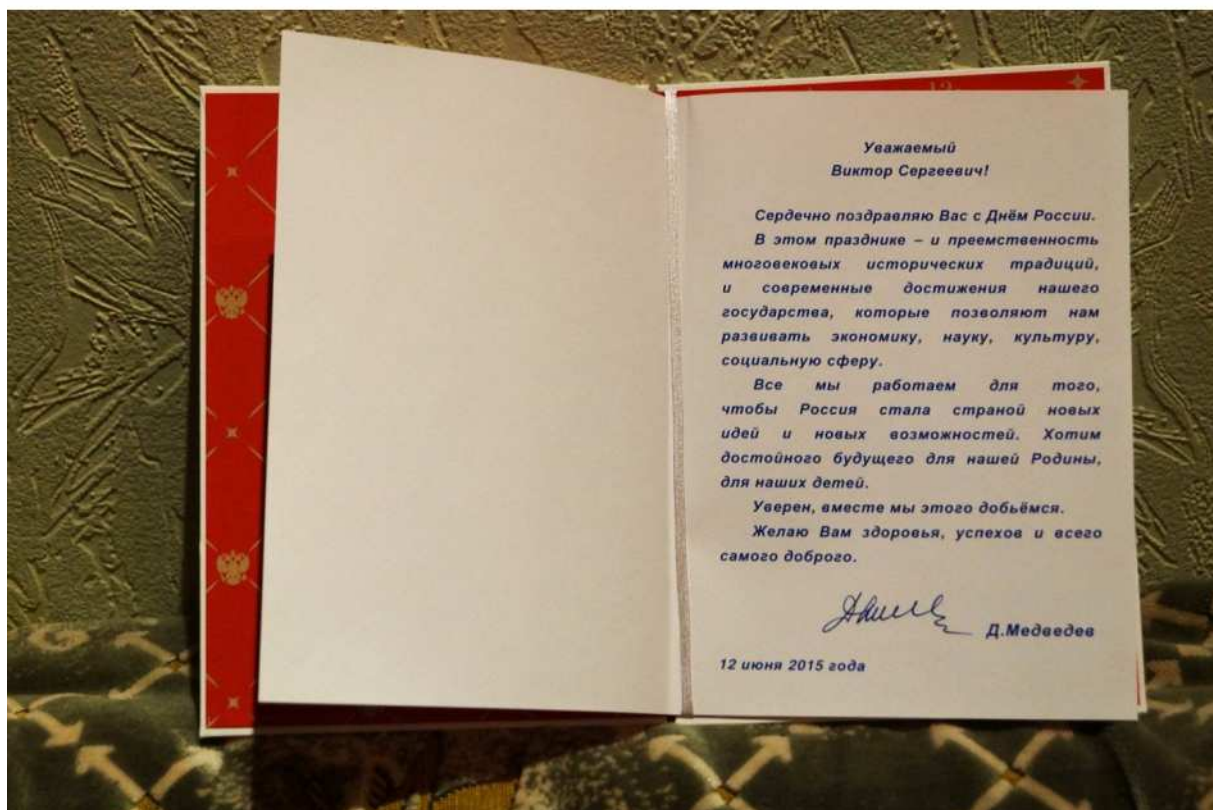 12
Уважаемый
Виктор Сергеевич!
Сердечно поздравляю Вас с Днём России.
В этом празднике – и преемственность
многовековых исторических традиций,
и современные достижения нашего
государства, которые позволяют нам
развивать экономику, науку, культуру,
социальную сферу.
Все мы работаем для того,
чтобы Россия стала страной новых
идей и новых возможностей. Хотим
достойного будущего для нашей Родины,
для наших детей.
Уверен, вместе мы этого добьёмся.
Желаю Вам здоровья, успехов и всего
самого доброго.
Д.Медведев
12 июня 2015 года